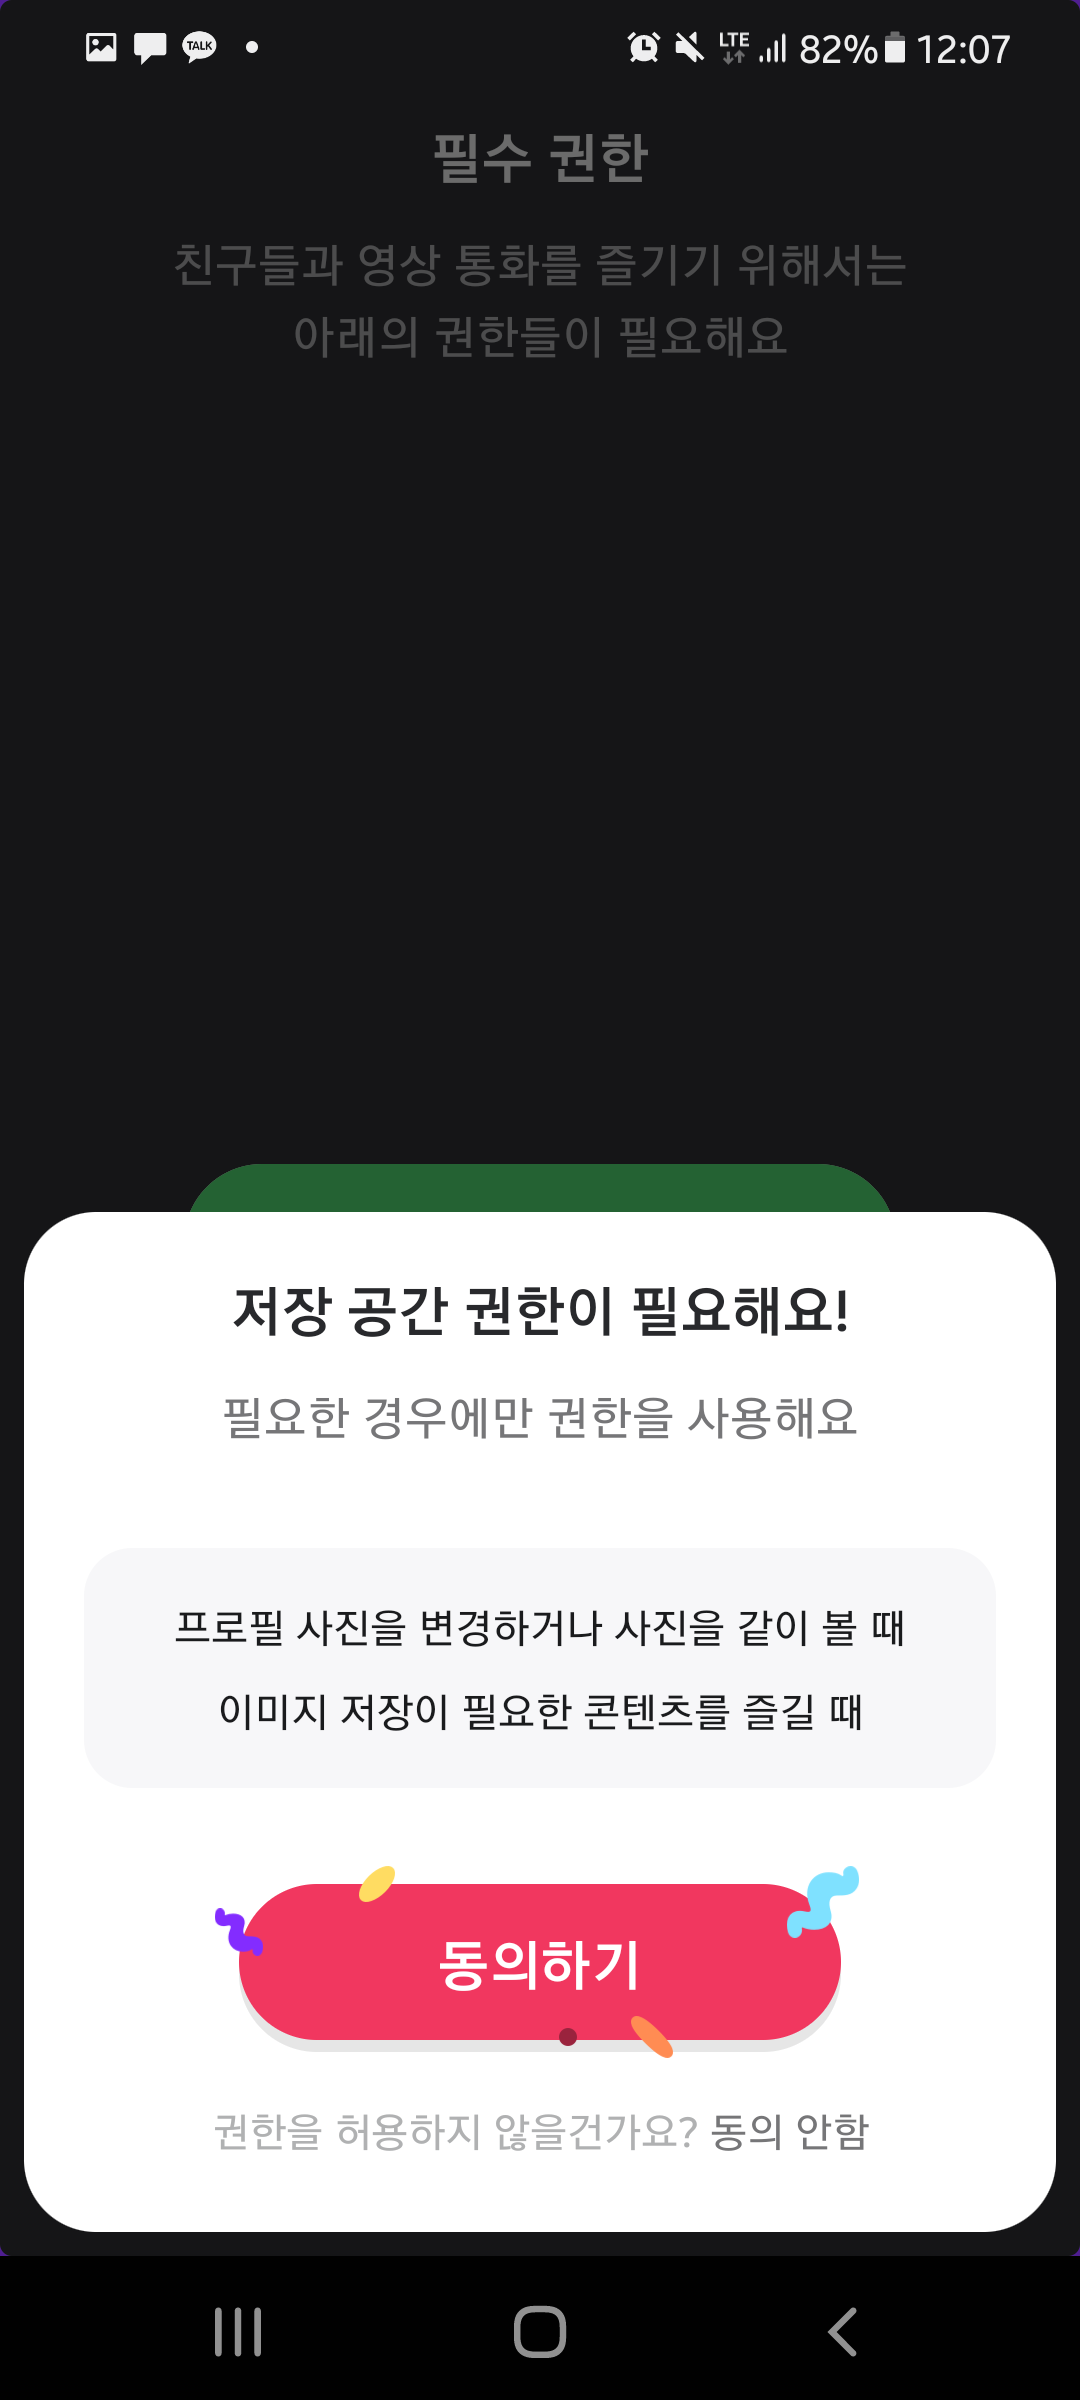 TALK
LTE
82%
12:07
필수 권한
친구들과 영상 통화를 즐기기 위해서는
아래의 권한들이 필요해요
저장 공간 권한이 필요해요!
필요한 경우에만 권한을 사용해요
프로필 사진을 변경하거나 사진을 같이 볼 때
이미지 저장이 필요한 콘텐츠를 즐길 때
동의하기
권한을 허용하지 않을건가요? 동의 안함